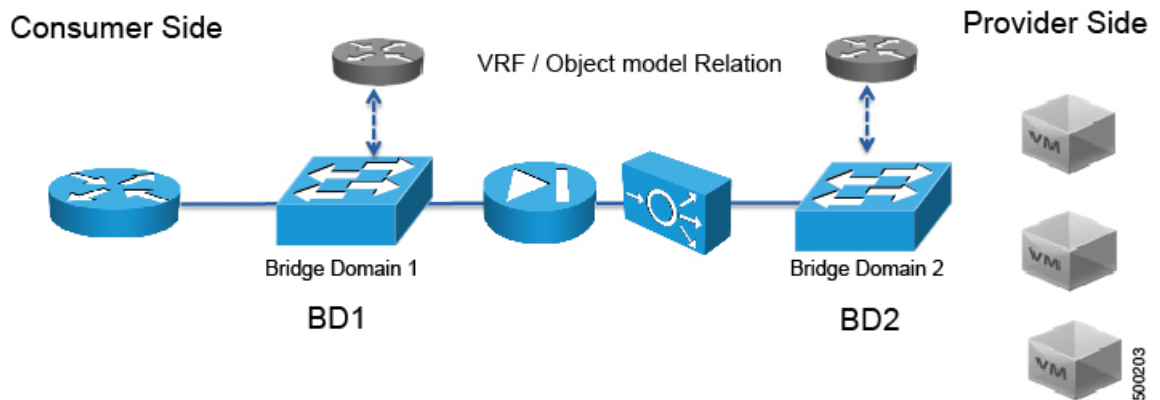 Consumer Side
Provider Side
VRF / Object model Relation
VM
VM
VM
Bridge Domain 1
Bridge Domain 2
BD1
BD2
500203